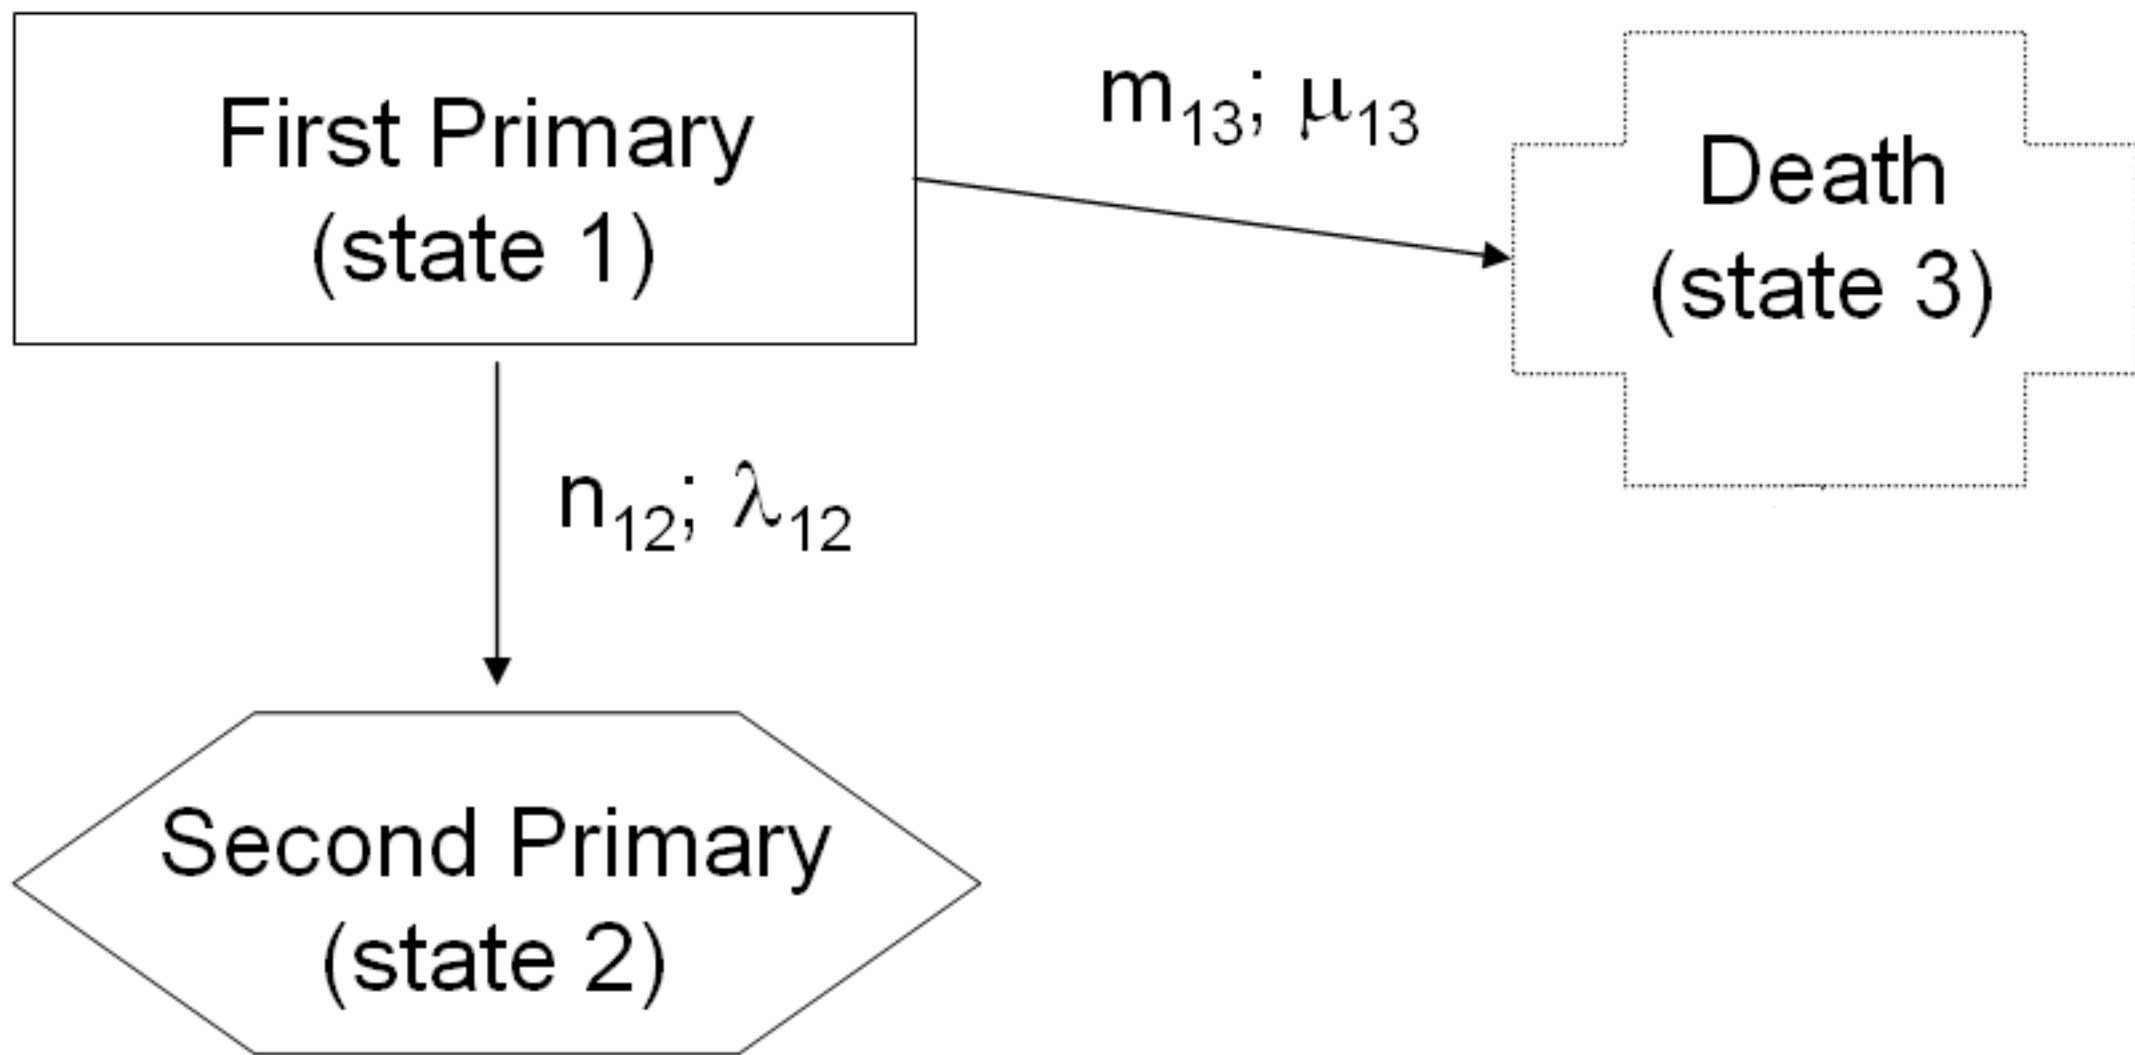 First Primary
(state 1)
m₁₃; μ₁₃
Death
(state 3)
n₁₂; λ₁₂
Second Primary
(state 2)